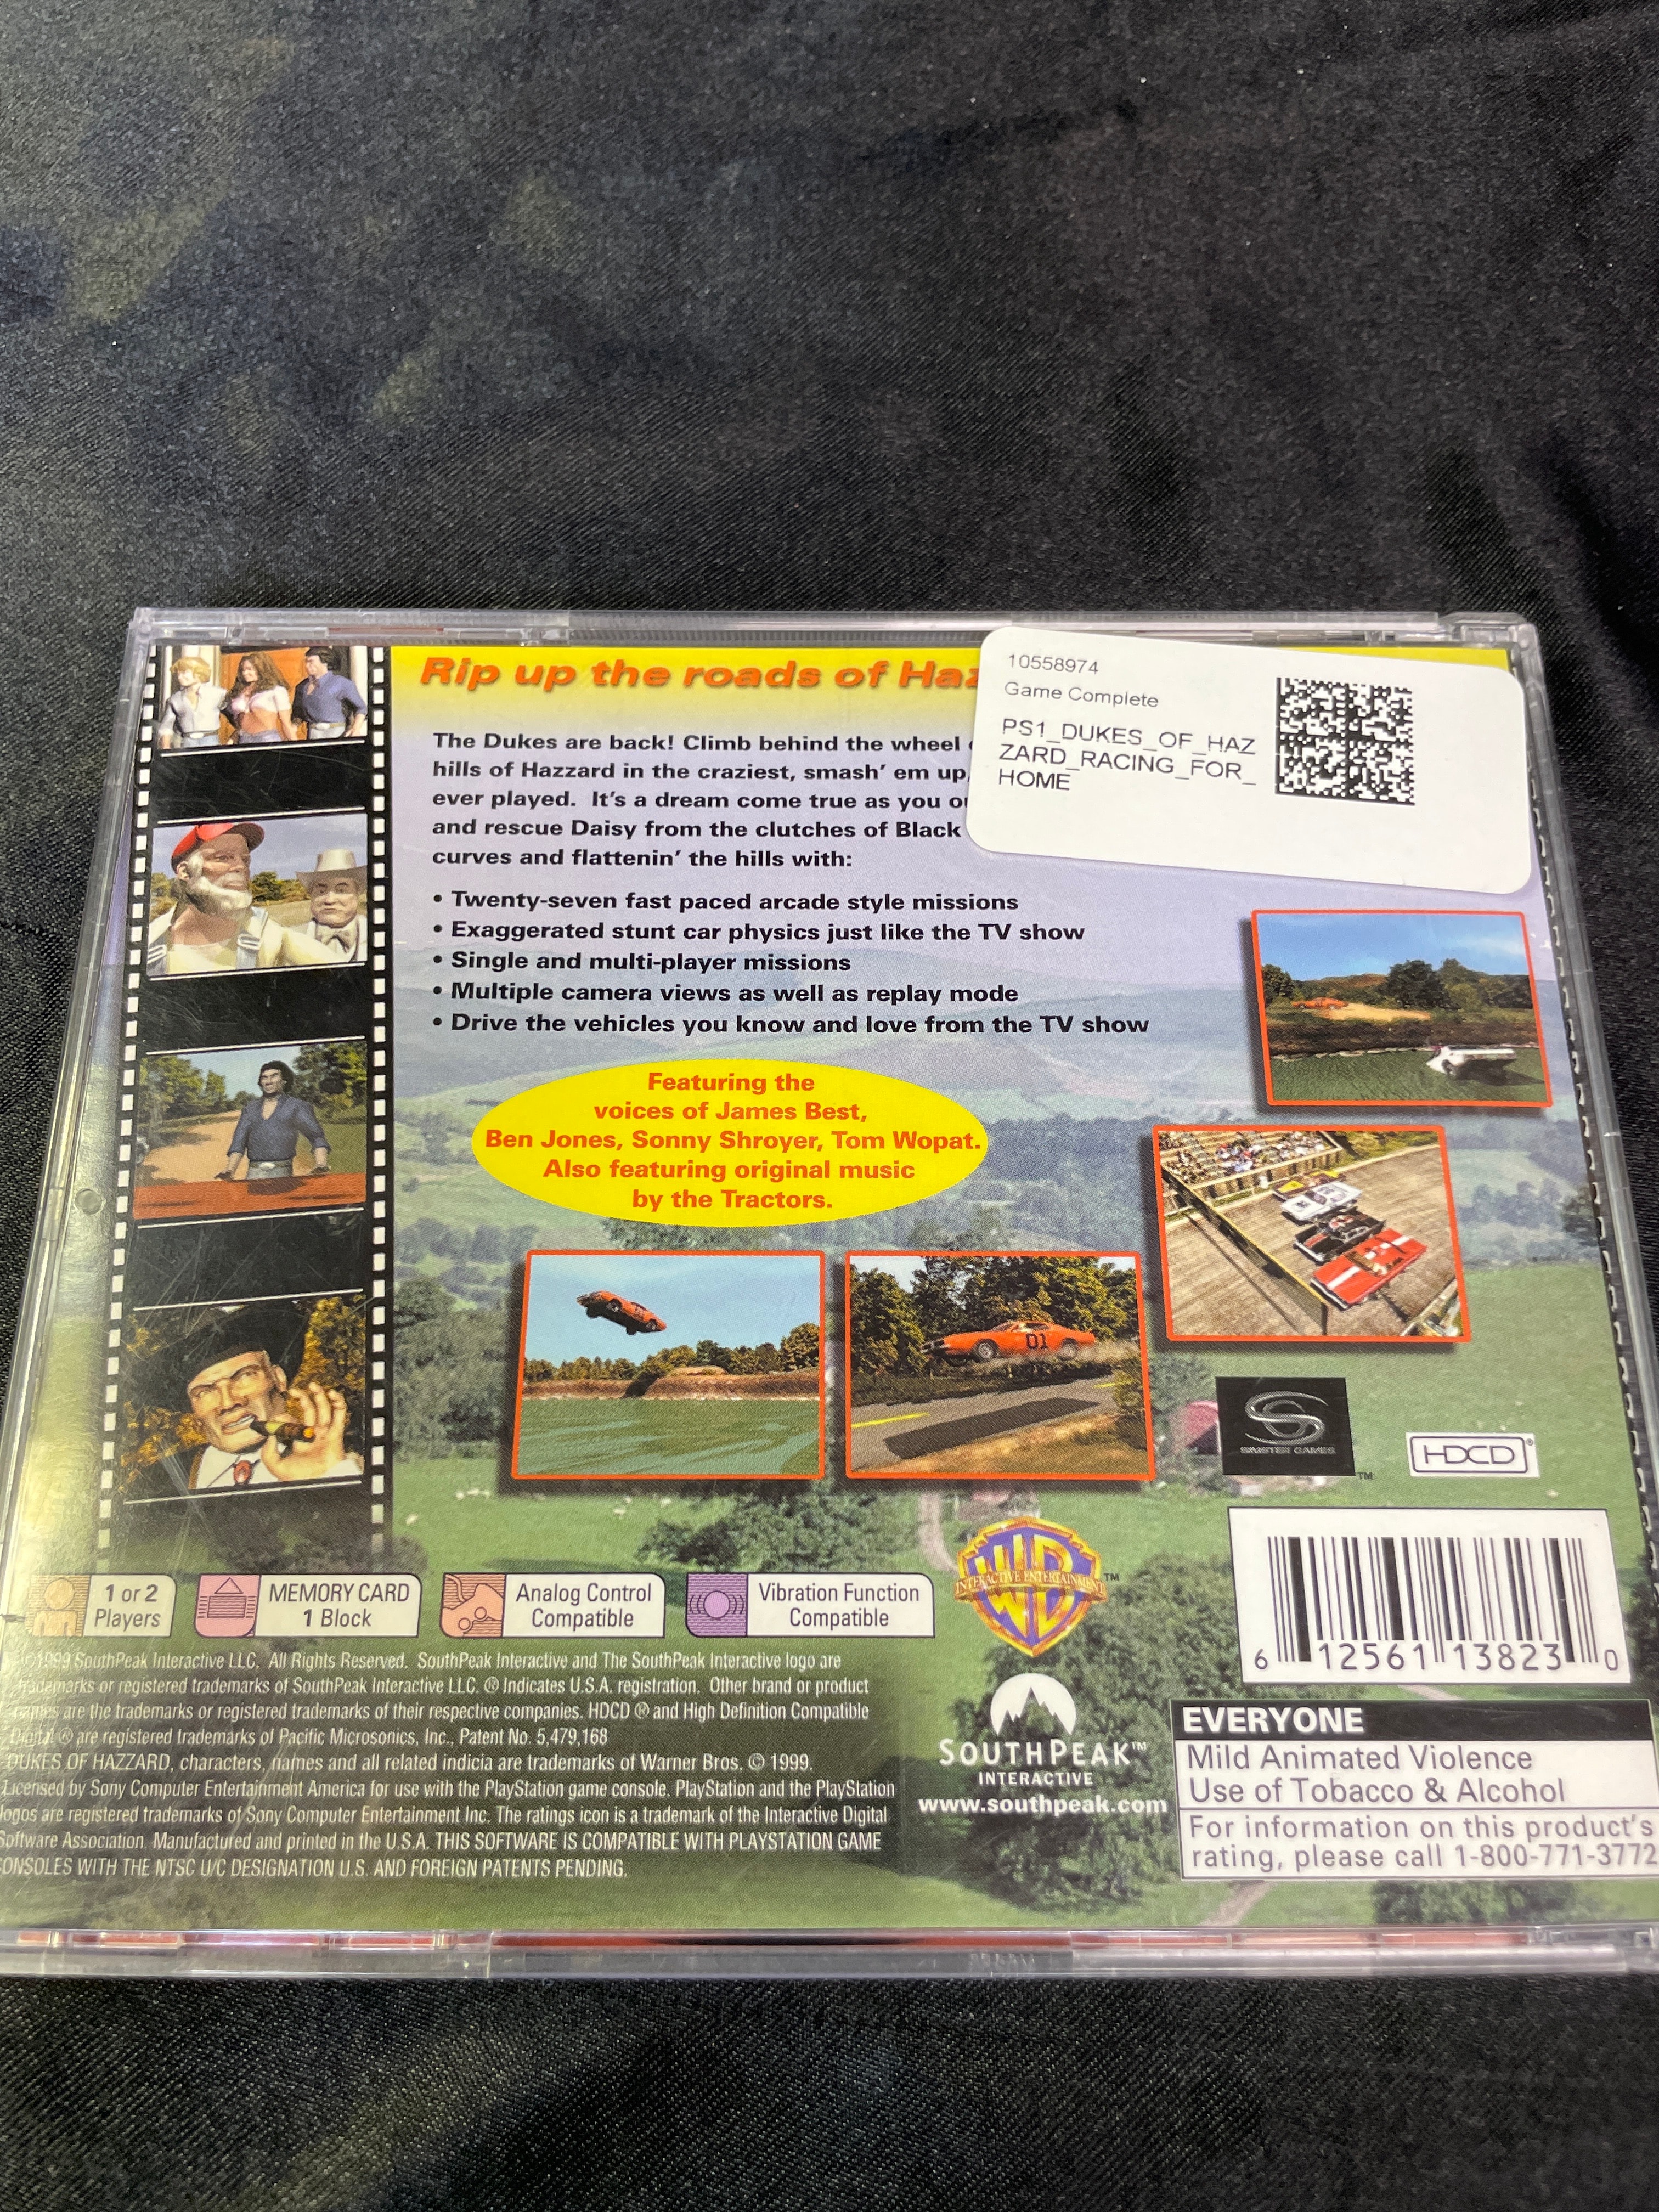 10558974
Game Complete
PS1_DUKES_OF_HAZ
ZARD_RACING_FOR_
HOME
Rip up the roads of Haz
The Dukes are back! Climb behind the wheel
hills of Hazzard in the craziest, smash' em up,
ever played. It's a dream come true as you
and rescue Daisy from the clutches of Black
curves and flattenin' the hills with:
• Twenty-seven fast paced arcade style missions
• Exaggerated stunt car physics just like the TV show
• Single and multi-player missions
• Multiple camera views as well as replay mode
• Drive the vehicles you know and love from the TV show
Featuring the
voices of James Best,
Ben Jones, Sonny Shroyer, Tom Wopat.
Also featuring original music
by the Tractors.
01
SINISTER GAMES
TM
HDCD®
1 or 2
Players
MEMORY CARD
1 Block
Analog Control
Compatible
Vibration Function
Compatible
WB
INTERACTIVE ENTERTAINMENT
TM
6 12561 13823 0
©1999 SouthPeak Interactive LLC. All Rights Reserved. SouthPeak Interactive and The SouthPeak Interactive logo are
trademarks or registered trademarks of SouthPeak Interactive LLC. ® Indicates U.S.A. registration. Other brand or product
names are the trademarks or registered trademarks of their respective companies. HDCD ® and High Definition Compatible
Digital ® are registered trademarks of Pacific Microsonics, Inc., Patent No. 5,479,168
DUKES OF HAZZARD, characters, names and all related indicia are trademarks of Warner Bros. © 1999.
Licensed by Sony Computer Entertainment America for use with the PlayStation game console. PlayStation and the PlayStation
logos are registered trademarks of Sony Computer Entertainment Inc. The ratings icon is a trademark of the Interactive Digital
Software Association. Manufactured and printed in the U.S.A. THIS SOFTWARE IS COMPATIBLE WITH PLAYSTATION GAME
CONSOLES WITH THE NTSC U/C DESIGNATION U.S. AND FOREIGN PATENTS PENDING.
SOUTHPEAK™
INTERACTIVE
www.southpeak.com
EVERYONE
Mild Animated Violence
Use of Tobacco & Alcohol
For information on this product's
rating, please call 1-800-771-3772